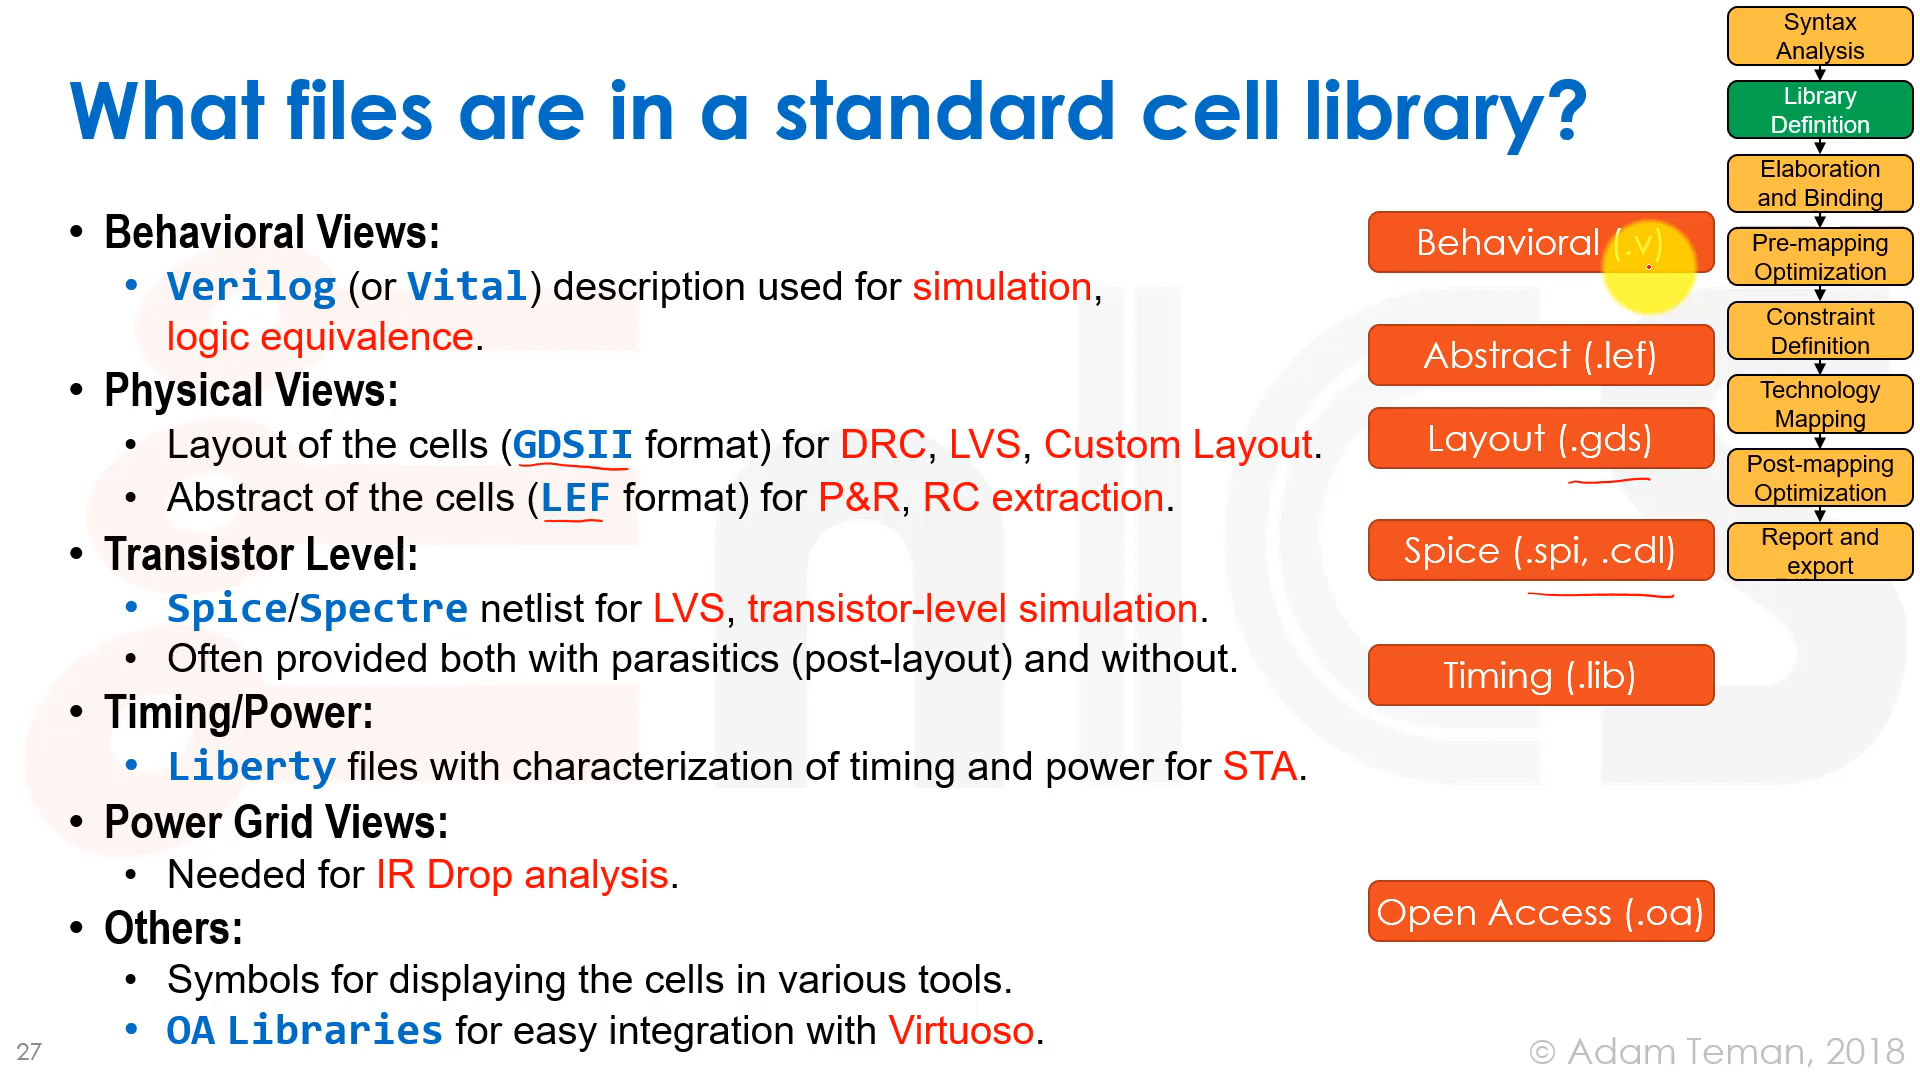 What files are in a standard cell library?
• Behavioral Views:
• Verilog (or Vital) description used for simulation,
logic equivalence.
• Physical Views:
• Layout of the cells (GDSII format) for DRC, LVS, Custom Layout.
• Abstract of the cells (LEF format) for P&R, RC extraction.
• Transistor Level:
• Spice/Spectre netlist for LVS, transistor-level simulation.
• Often provided both with parasitics (post-layout) and without.
• Timing/Power:
• Liberty files with characterization of timing and power for STA.
• Power Grid Views:
• Needed for IR Drop analysis.
• Others:
• Symbols for displaying the cells in various tools.
• OA Libraries for easy integration with Virtuoso.
Behavioral (.v)
Abstract (.lef)
Layout (.gds)
Spice (.spi, .cdl)
Timing (.lib)
Open Access (.oa)
Syntax
Analysis
Library
Definition
Elaboration
and Binding
Pre-mapping
Optimization
Constraint
Definition
Technology
Mapping
Post-mapping
Optimization
Report and
export
27
© Adam Teman, 2018